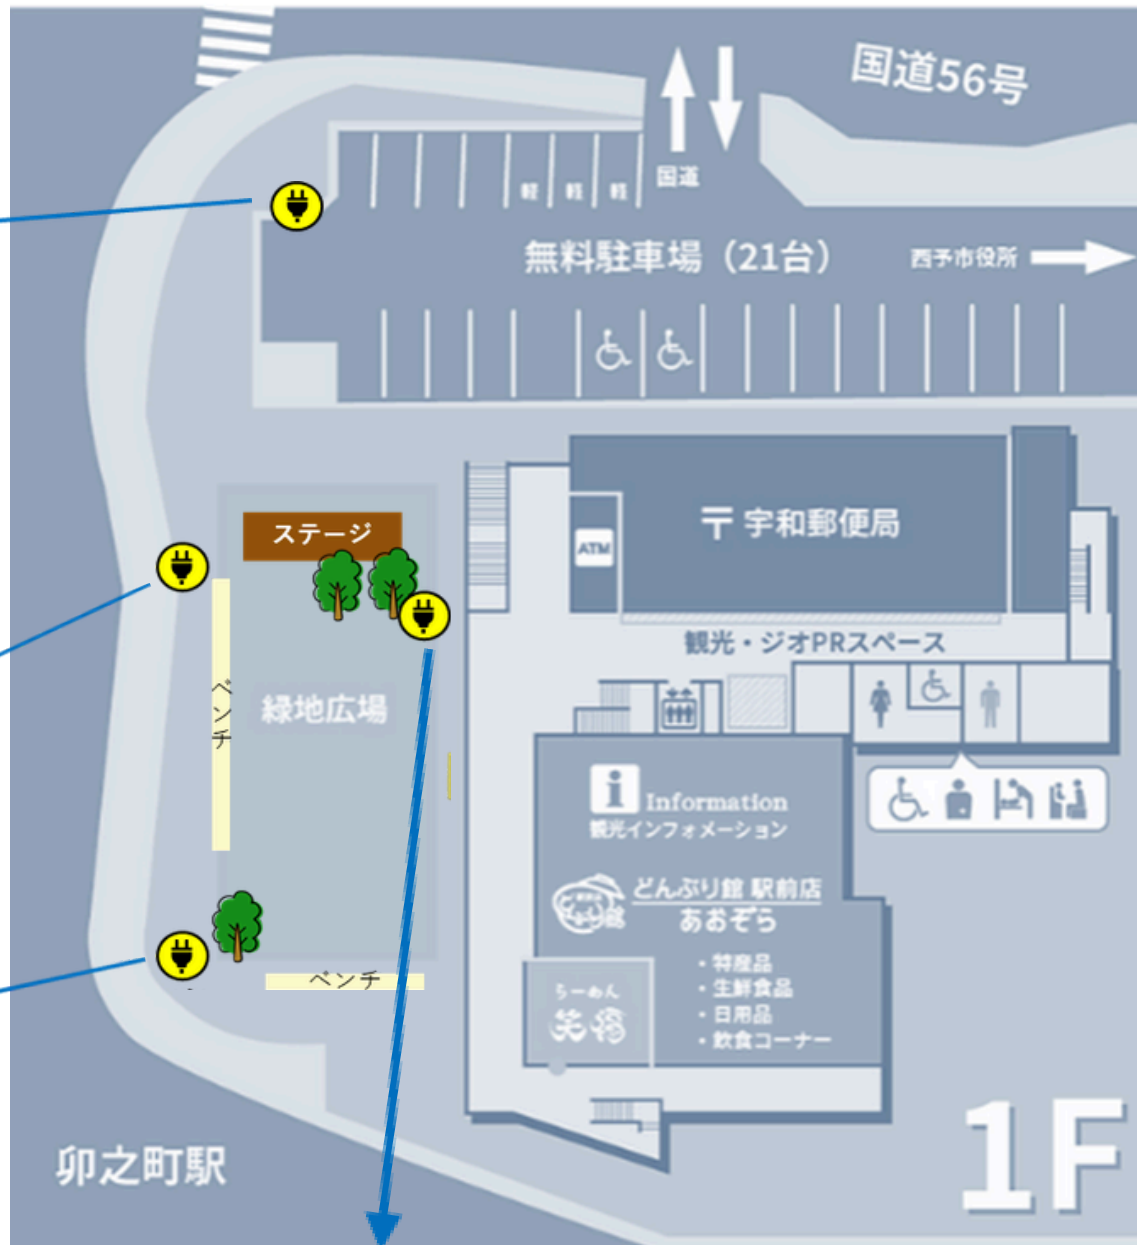 国道56号
国道
軽
軽
軽
無料駐車場（21台）
西予市役所
ステージ
〒宇和郵便局
ATM
観光・ジオPRスペース
ベンチ
緑地広場
i Information
観光インフォメーション
どんぶり館 駅前店
あおぞら
・特産品
・生鮮食品
・日用品
・飲食コーナー
らーめん
ベンチ
卯之町駅
1F